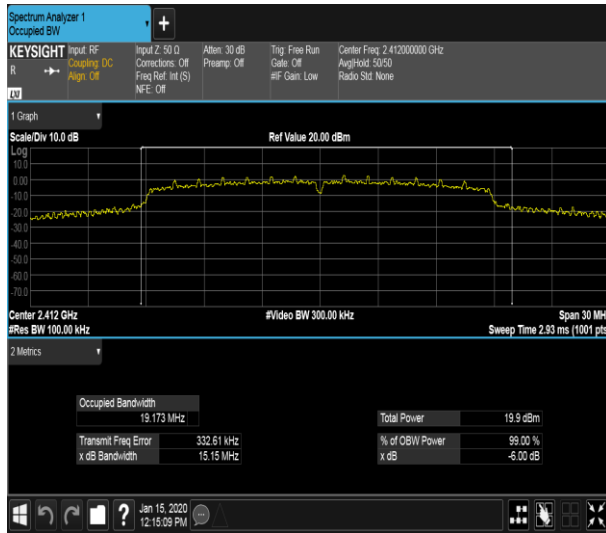 Spectrum Analyzer 1
Occupied BW
+
KEYSIGHT Input: RF Input Z: 50 Ω Atten: 30 dB Trig: Free Run Center Freq: 2.412000000 GHz
R Coupling: DC Corrections: Off Preamp: Off Gate: Off Avg|Hold: 50/50
Align: Off Freq Ref: Int (S) #IF Gain: Low Radio Std: None
LXI NFE: Off
1 Graph
Scale/Div 10.0 dB Ref Value 20.00 dBm
Log
10.0
0.00
-10.0
-20.0
-30.0
-40.0
-50.0
-60.0
-70.0
Center 2.412 GHz #Video BW 300.00 kHz Span 30 MH
#Res BW 100.00 kHz Sweep Time 2.93 ms (1001 pts
2 Metrics
Occupied Bandwidth
19.173 MHz Total Power 19.9 dBm
Transmit Freq Error 332.61 kHz % of OBW Power 99.00 %
x dB Bandwidth 15.15 MHz x dB -6.00 dB
? Jan 15, 2020
12:15:09 PM